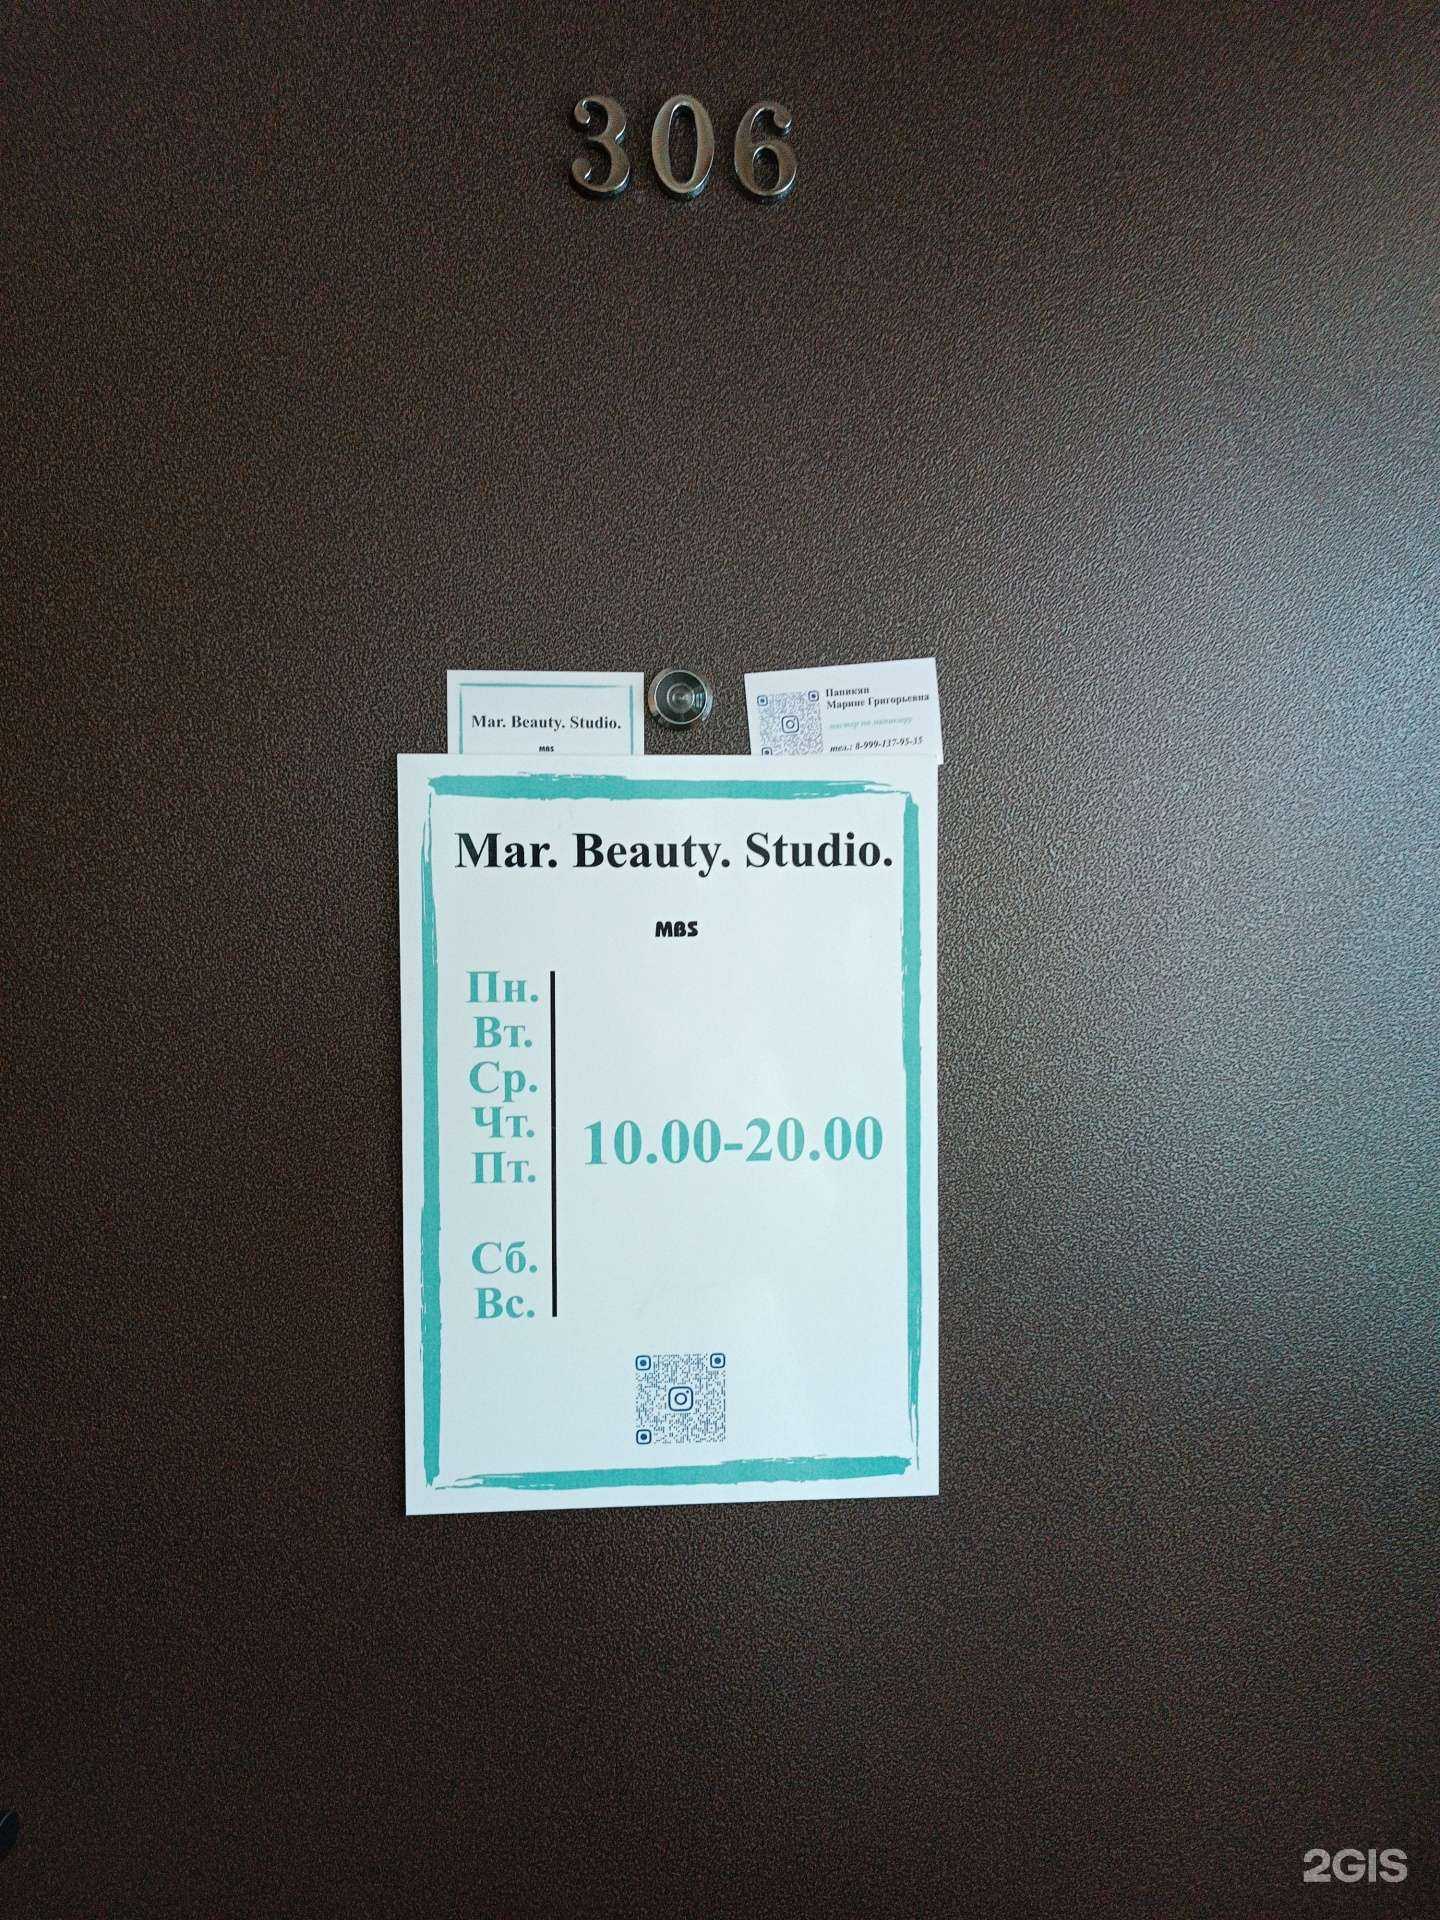 306
Mar. Beauty. Studio.
MBS
Папикян
Марине Григорьевна
мастер по маникюру
тел.: 8-999-137-95-35
Mar. Beauty. Studio.
MBS
Пн.
Вт.
Ср.
Чт.
Пт.
10.00-20.00
Сб.
Вс.
2GIS